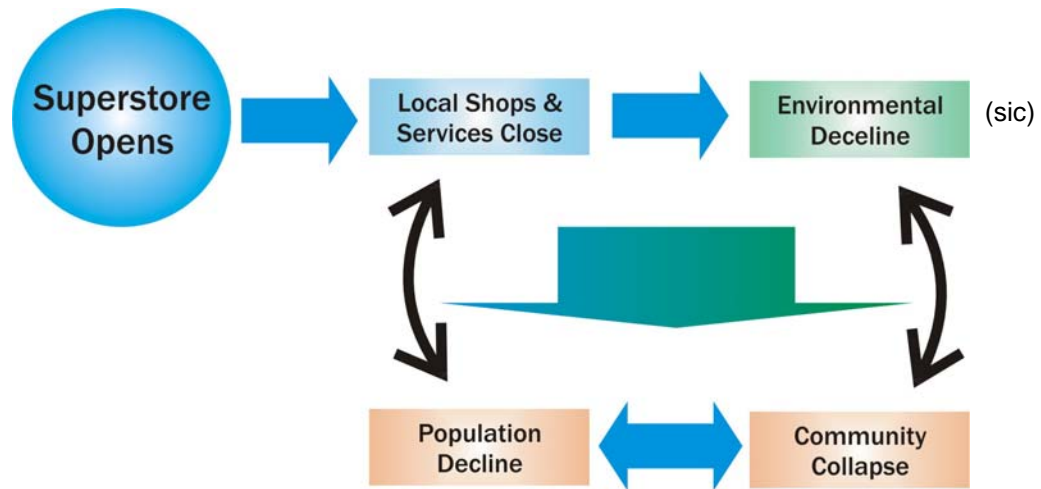 Superstore
Opens
Local Shops &
Services Close
Environmental
Deceline
(sic)
Population
Decline
Community
Collapse